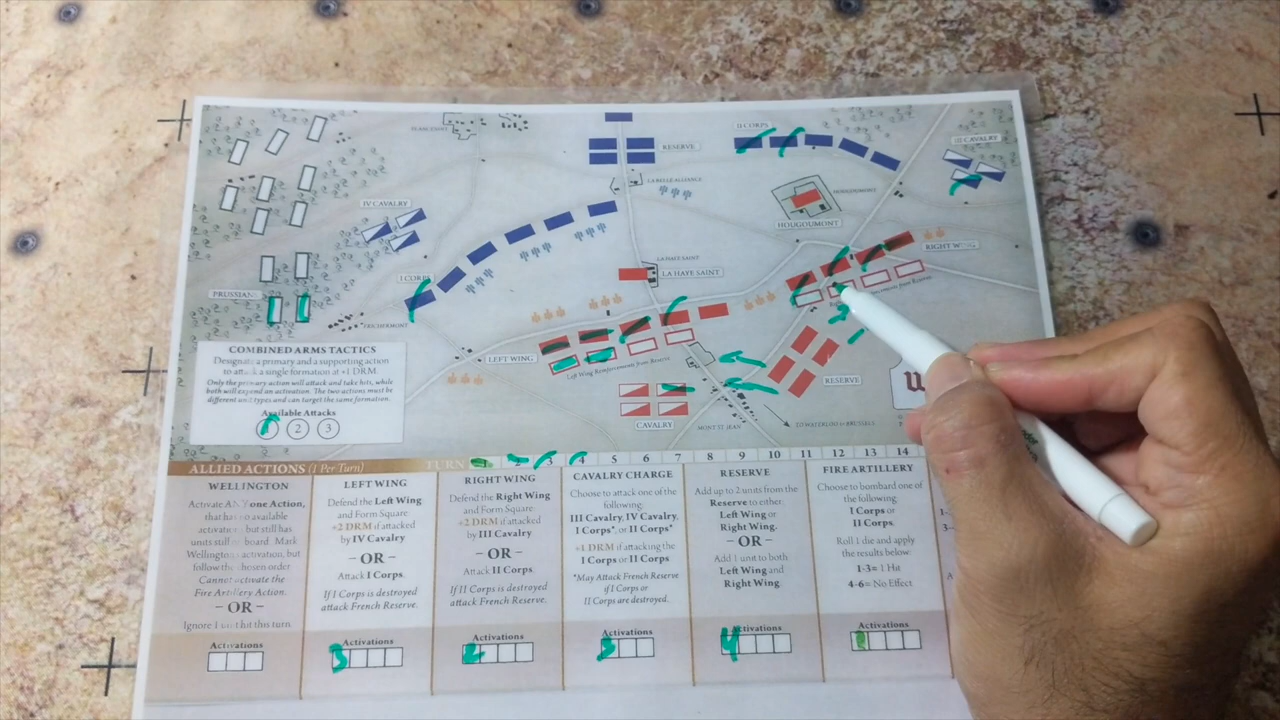 II CORPS
III CAVALRY
RESERVE
LA BELLE ALLIANCE
HOUGOUMONT
HOUGOUMONT
IV CAVALRY
RIGHT WING
I CORPS
LA HAYE SAINT
LA HAYE SAINT
PRUSSIAN
FRICHERMONT
LEFT WING
Left Wing Reinforcements from Reserve
RESERVE
CAVALRY
MONT ST. JEAN
COMBINED ARMS TACTICS
Designate a primary and a supporting action
to attack a single formation at +1 DRM.
Only the primary action will attack and take hits, while
both will expend an activation. The two actions must be
different unit types and can target the same formation.
Available Attacks
1 2 3
ALLIED ACTIONS (1 Per Turn)
TURN 1 2 3 4 5 6 7 8 9 10 11 12 13 14
WELLINGTON
Activate ANY one Action,
that has no available
activation but still has
units still on board. Mark
Wellington activation, but
follow the chosen order
Cannot activate the
Fire Artillery Action.
– OR –
Ignore 1 unit hit this turn
Activations
LEFT WING
Defend the Left Wing
and Form Square
+2 DRM if attacked
by IV Cavalry
– OR –
Attack I Corps
If I Corps is destroyed
attack French Reserve.
Activations
3
RIGHT WING
Defend the Right Wing
and Form Square
+2 DRM if attacked
by III Cavalry
– OR –
Attack II Corps.
If II Corps is destroyed
attack French Reserve.
Activations
2
CAVALRY CHARGE
Choose to attack one of the
following:
III Cavalry, IV Cavalry,
I Corps*, or II Corps*
+1 DRM if attacking the
I Corps or II Corps
*May Attack French Reserve
if I Corps or
II Corps are destroyed.
Activations
RESERVE
Add up to 2 units from the
Reserve to either:
Left Wing or
Right Wing.
– OR –
Add 1 unit to both
Left Wing and
Right Wing.
Activations
4
FIRE ARTILLERY
Choose to bombard one of
the following:
I Corps or
II Corps
Roll 1 die and apply
the results below:
1-3= 1 Hit
4-6= No Effect
Activations